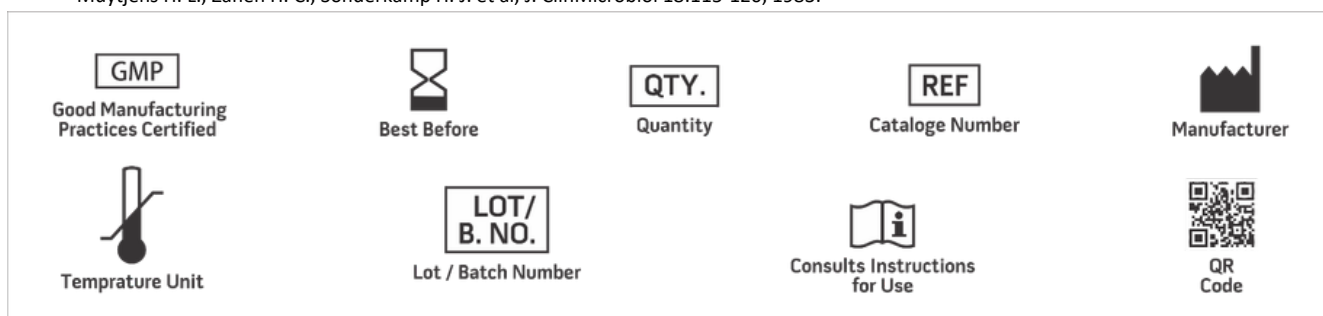 GMP
Good Manufacturing
Practices Certified
Best Before
QTY.
Quantity
REF
Cataloge Number
Manufacturer
Temprature Unit
LOT/
B. NO.
Lot / Batch Number
i
Consults Instructions
for Use
QR
Code